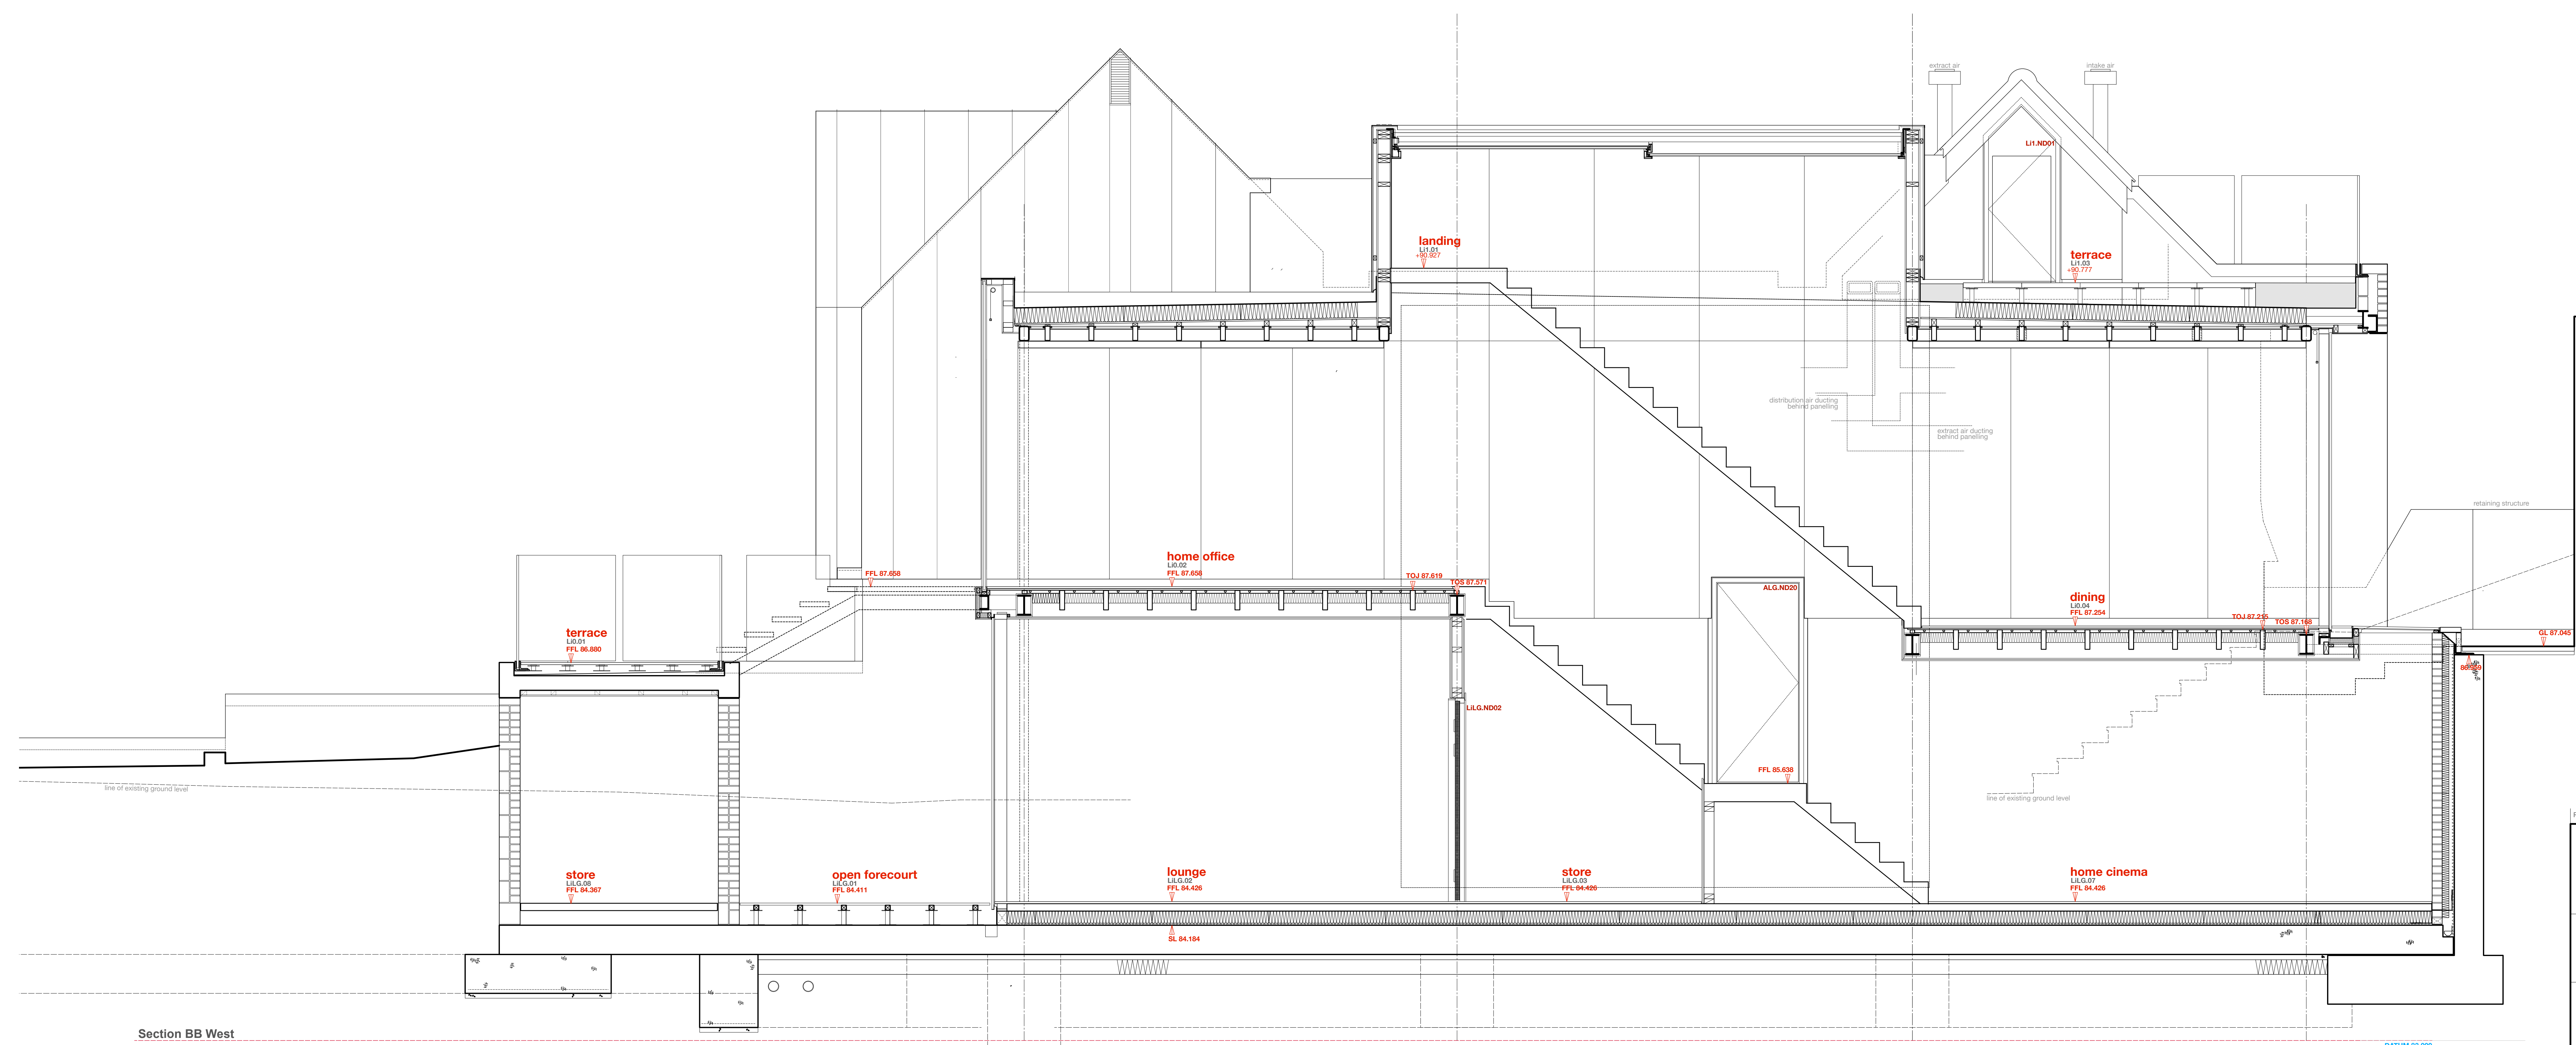 extract air
intake air
Li1.ND01
landing
Li1.01
+90.927
terrace
Li1.03
+90.777
distribution air ducting
behind panelling
extract air ducting
behind panelling
retaining structure
home office
Li0.02
FFL 87.658
FFL 87.658
TOJ 87.619
TOS 87.571
ALG.ND20
dining
Li0.04
FFL 87.254
TOJ 87.215
TOS 87.168
GL 87.045
terrace
Li0.01
FFL 86.880
LiLG.ND02
FFL 85.638
line of existing ground level
line of existing ground level
store
LiLG.08
FFL 84.367
open forecourt
LiLG.01
FFL 84.411
lounge
LiLG.02
FFL 84.426
store
LiLG.03
FFL 84.426
home cinema
LiLG.07
FFL 84.426
SL 84.184
Section BB West